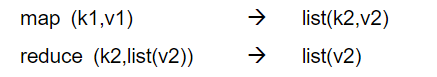 map (k1,v1) → list(k2,v2)
reduce (k2,list(v2)) → list(v2)